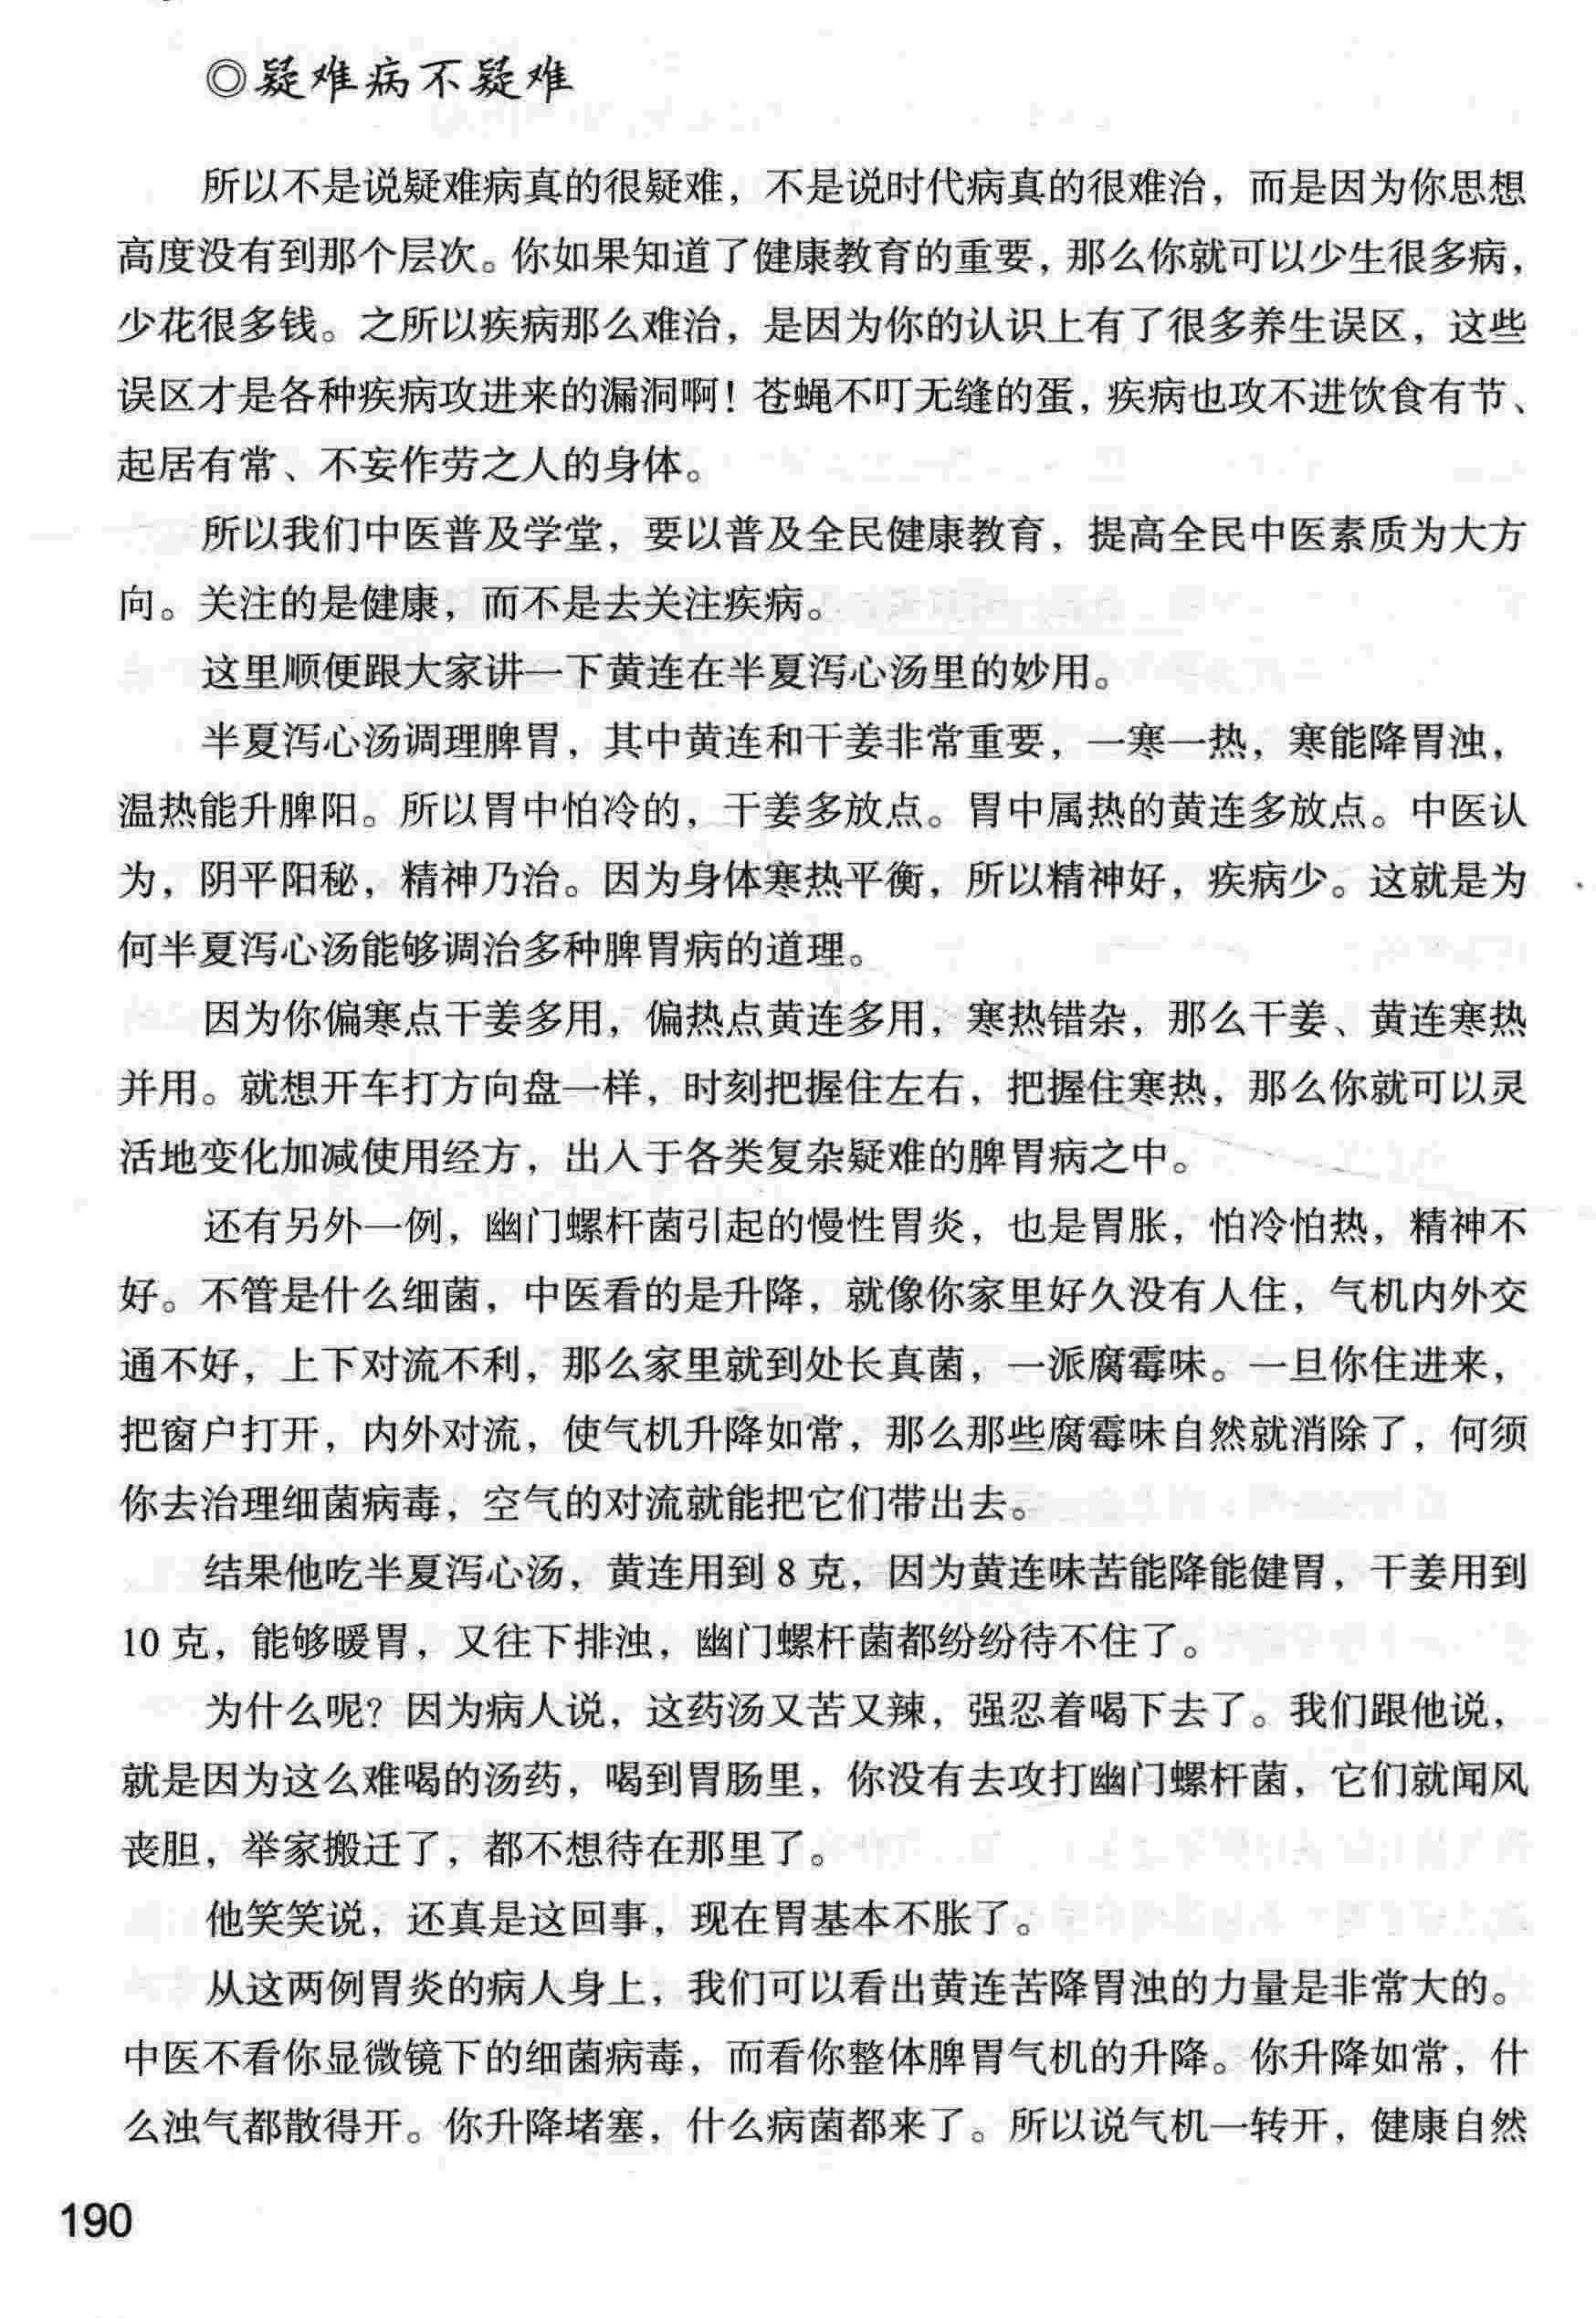 ◎疑难病不疑难
所以不是说疑难病真的很疑难，不是说时代病真的很难治，而是因为你思想
高度没有到那个层次。你如果知道了健康教育的重要，那么你就可以少生很多病，
少花很多钱。之所以疾病那么难治，是因为你的认识上有了很多养生误区，这些
误区才是各种疾病攻进来的漏洞啊！苍蝇不叮无缝的蛋，疾病也攻不进饮食有节、
起居有常、不妄作劳之人的身体。
所以我们中医普及学堂，要以普及全民健康教育，提高全民中医素质为大方
向。关注的是健康，而不是去关注疾病。
这里顺便跟大家讲一下黄连在半夏泻心汤里的妙用。
半夏泻心汤调理脾胃，其中黄连和干姜非常重要，一寒一热，寒能降胃浊，
温热能升脾阳。所以胃中怕冷的，干姜多放点。胃中属热的黄连多放点。中医认
为，阴平阳秘，精神乃治。因为身体寒热平衡，所以精神好，疾病少。这就是为
何半夏泻心汤能够调治多种脾胃病的道理。
因为你偏寒点干姜多用，偏热点黄连多用，寒热错杂，那么干姜、黄连寒热
并用。就想开车打方向盘一样，时刻把握住左右，把握住寒热，那么你就可以灵
活地变化加减使用经方，出入于各类复杂疑难的脾胃病之中。
还有另外一例，幽门螺杆菌引起的慢性胃炎，也是胃胀，怕冷怕热，精神不
好。不管是什么细菌，中医看的是升降，就像你家里好久没有人住，气机内外交
通不好，上下对流不利，那么家里就到处长真菌，一派腐霉味。一旦你住进来，
把窗户打开，内外对流，使气机升降如常，那么那些腐霉味自然就消除了，何须
你去治理细菌病毒，空气的对流就能把它们带出去。
结果他吃半夏泻心汤，黄连用到 8 克，因为黄连味苦能降能健胃，干姜用到
10 克，能够暖胃，又往下排浊，幽门螺杆菌都纷纷待不住了。
为什么呢？因为病人说，这药汤又苦又辣，强忍着喝下去了。我们跟他说，
就是因为这么难喝的汤药，喝到胃肠里，你没有去攻打幽门螺杆菌，它们就闻风
丧胆，举家搬迁了，都不想待在那里了。
他笑笑说，还真是这回事，现在胃基本不胀了。
从这两例胃炎的病人身上，我们可以看出黄连苦降胃浊的力量是非常大的。
中医不看你显微镜下的细菌病毒，而看你整体脾胃气机的升降。你升降如常，什
么浊气都散得开。你升降堵塞，什么病菌都来了。所以说气机一转开，健康自然
190